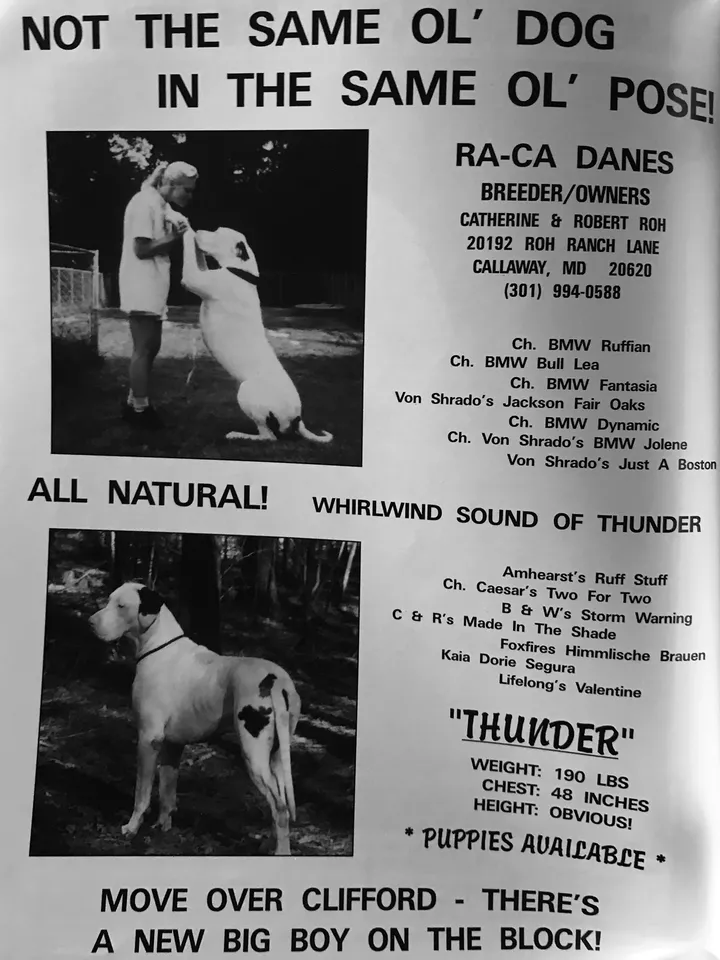 NOT THE SAME OL' DOG
IN THE SAME OL' POSE!
RA-CA DANES
BREEDER/OWNERS
CATHERINE & ROBERT ROH
20192 ROH RANCH LANE
CALLAWAY, MD 20620
(301) 994-0588
Ch. BMW Ruffian
Ch. BMW Bull Lea
Ch. BMW Fantasia
Von Shrado's Jackson Fair Oaks
Ch. BMW Dynamic
Ch. Von Shrado's BMW Jolene
Von Shrado's Just A Boston
ALL NATURAL!
WHIRLWIND SOUND OF THUNDER
Amhearst's Ruff Stuff
Ch. Caesar's Two For Two
B & W's Storm Warning
C & R's Made In The Shade
Foxfires Himmlische Brauen
Kaia Dorie Segura
Lifelong's Valentine
"THUNDER"
WEIGHT: 190 LBS
CHEST: 48 INCHES
HEIGHT: OBVIOUS!
* PUPPIES AVAILABLE *
MOVE OVER CLIFFORD - THERE'S
A NEW BIG BOY ON THE BLOCK!